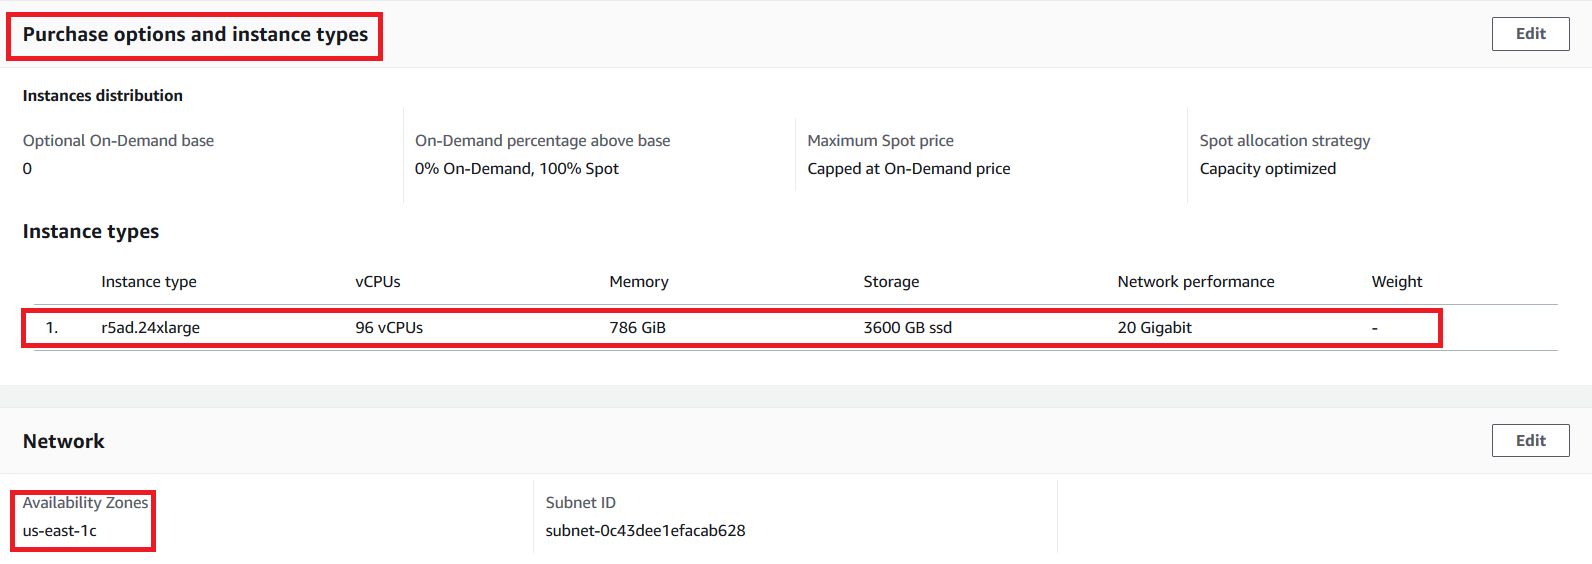 Purchase options and instance types
Edit
Instances distribution
Optional On-Demand base
0
On-Demand percentage above base
0% On-Demand, 100% Spot
Maximum Spot price
Capped at On-Demand price
Spot allocation strategy
Capacity optimized
Instance types
Instance type vCPUs Memory Storage Network performance Weight
1. r5ad.24xlarge 96 vCPUs 786 GiB 3600 GB ssd 20 Gigabit -
Network
Edit
Availability Zones
us-east-1c
Subnet ID
subnet-0c43dee1efacab628